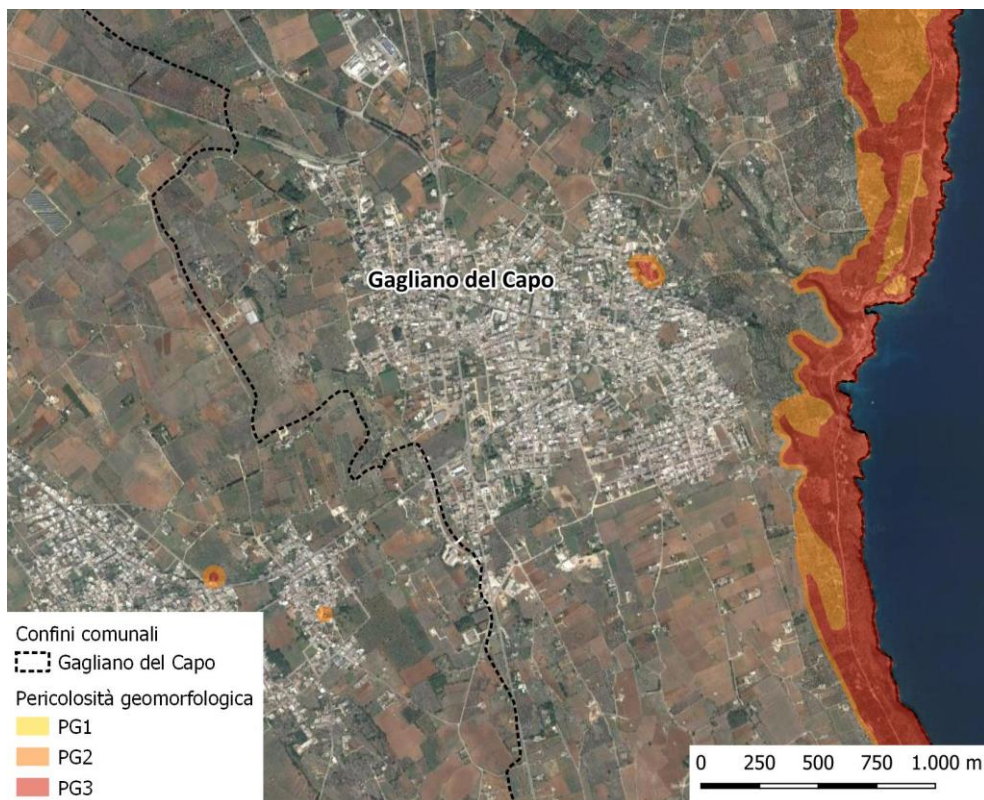 Gagliano del Capo
Confini comunali
Gagliano del Capo
Pericolosità geomorfologica
PG1
PG2
PG3
0 250 500 750 1.000 m